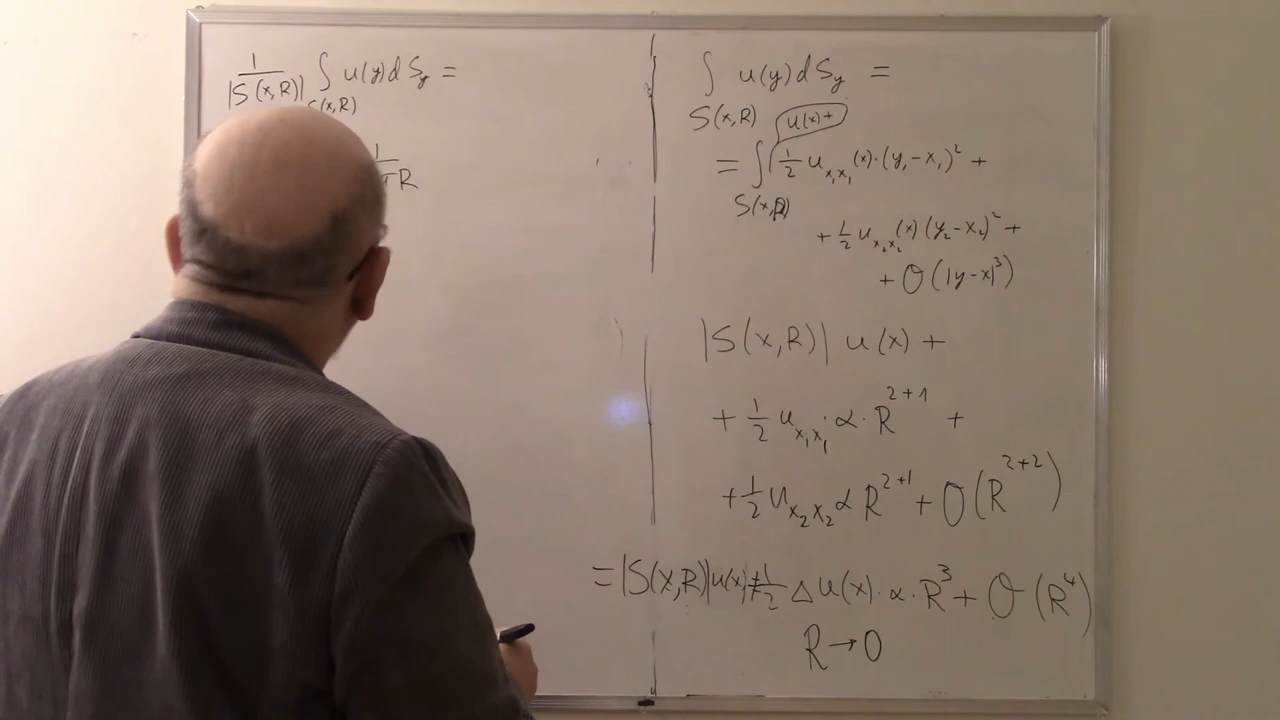 1/|S(x,R)| ∫ u(y)dS_y =
S(x,R)
R
∫ u(y)dS_y =
S(x,R) u(x)+
= ∫ (1/2 u_{x₁x₁}(x)·(y₁-x₁)² +
S(x,R)
+ 1/2 u_{x₂x₂}(x)(y₂-x₂)² +
+ O(|y-x|³)
|S(x,R)| u(x) +
+ 1/2 u_{x₁x₁}·α·R^{2+1} +
+ 1/2 u_{x₂x₂} α R^{2+1} + O(R^{2+2})
= |S(x,R)|u(x)+1/2 Δu(x)·α·R³ + O(R⁴)
R→0